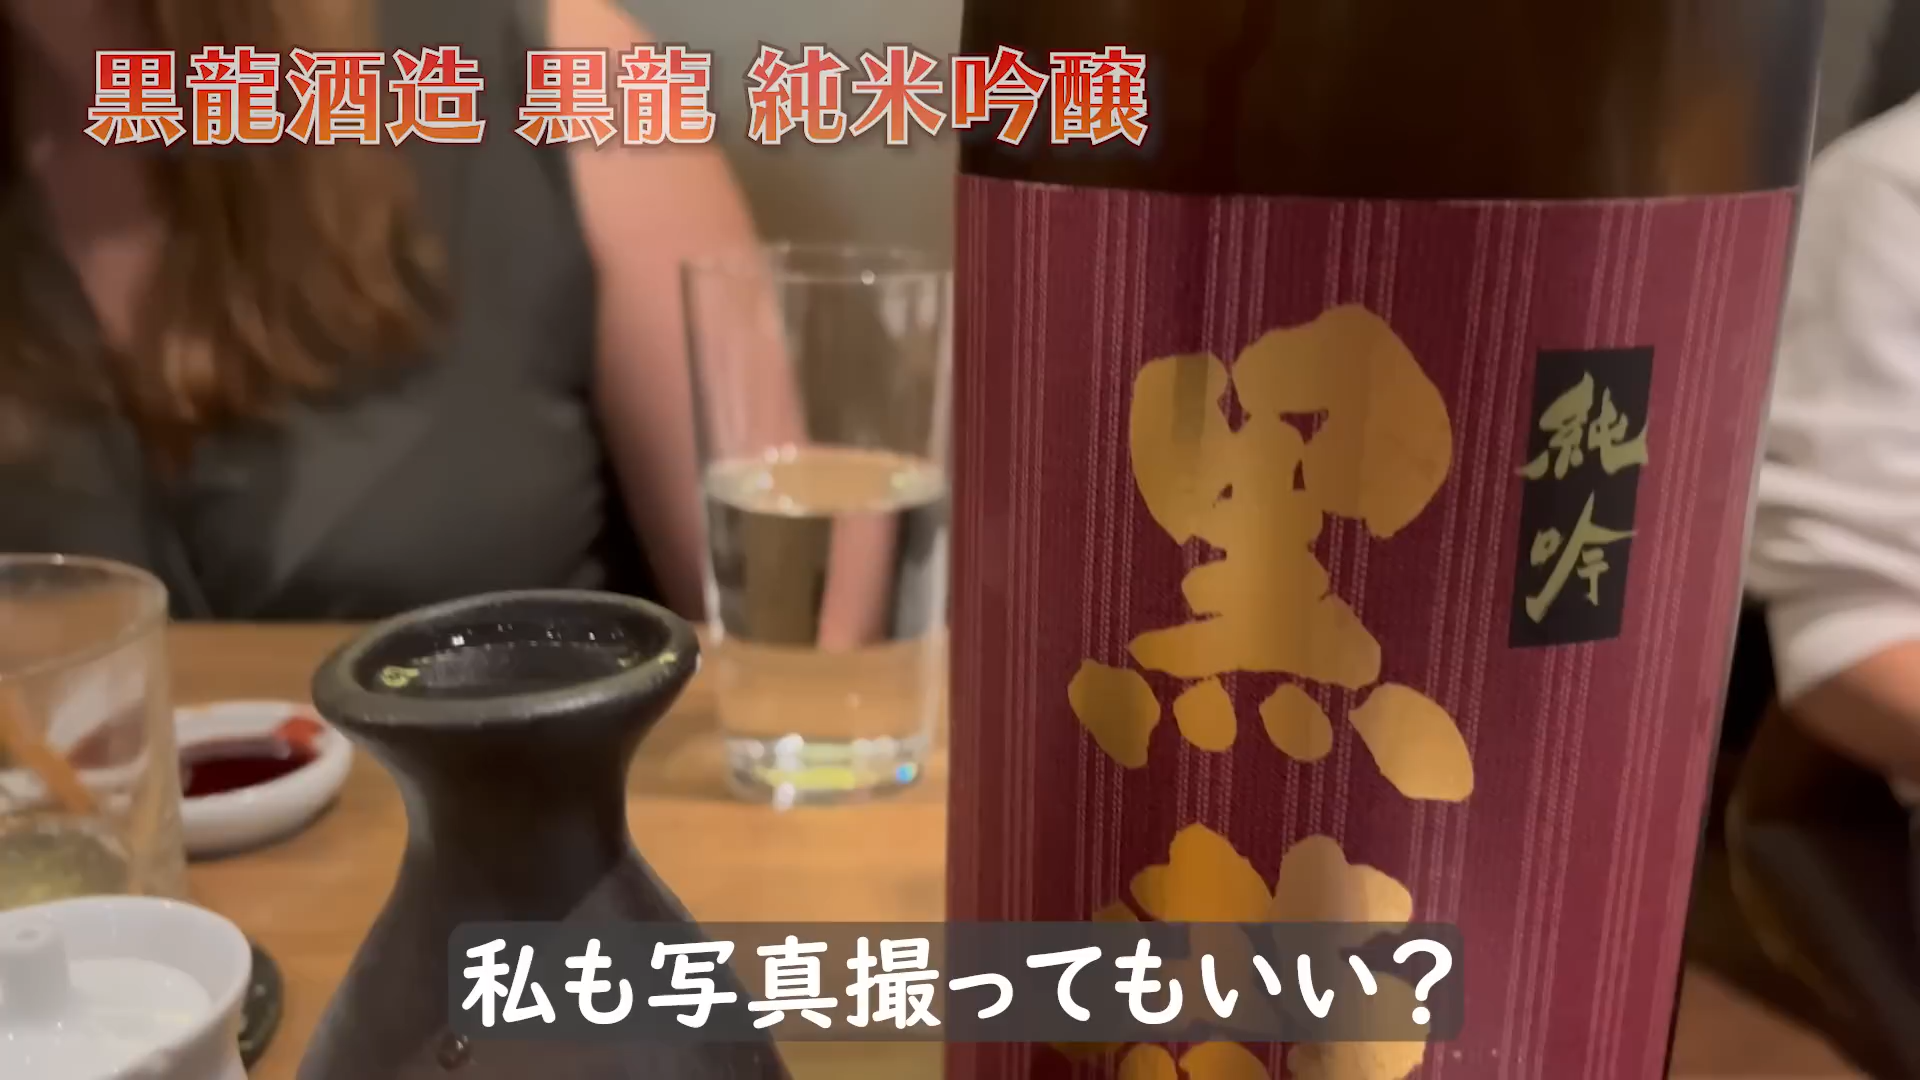 黒龍酒造 黒龍 純米吟醸
黒
純吟
私も写真撮ってもいい？